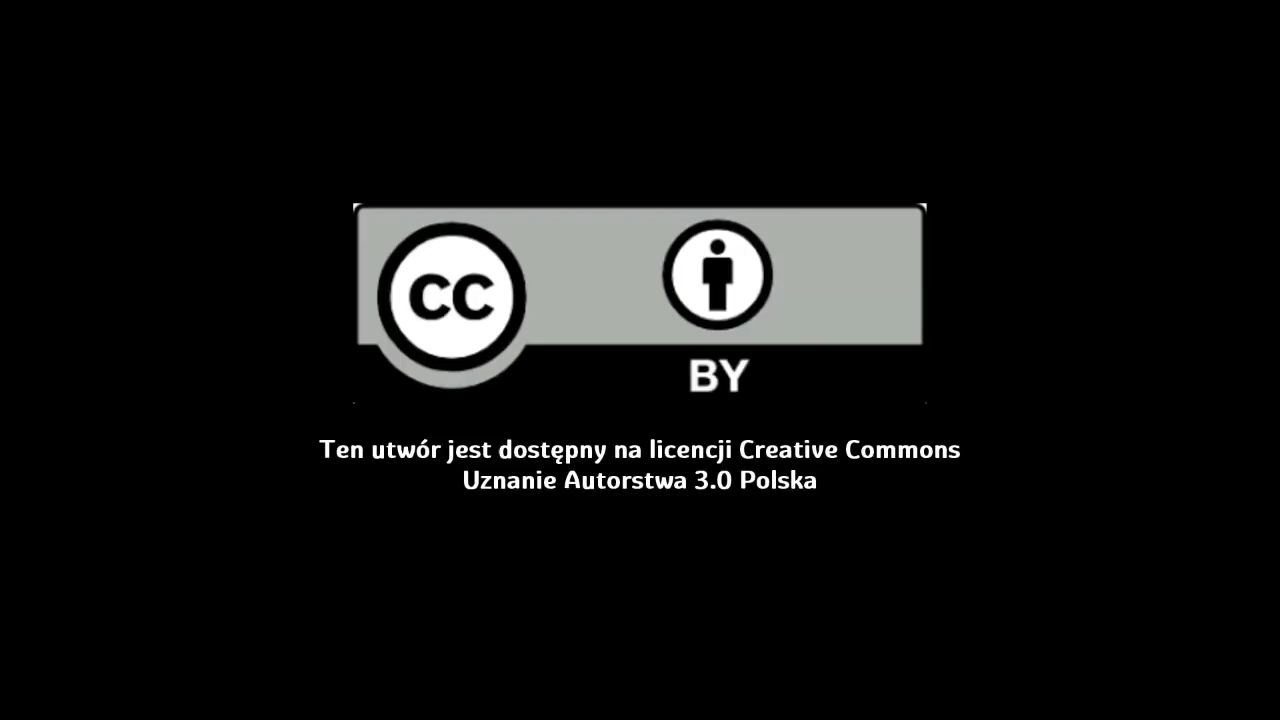 CC
BY
Ten utwór jest dostępny na licencji Creative Commons
Uznanie Autorstwa 3.0 Polska